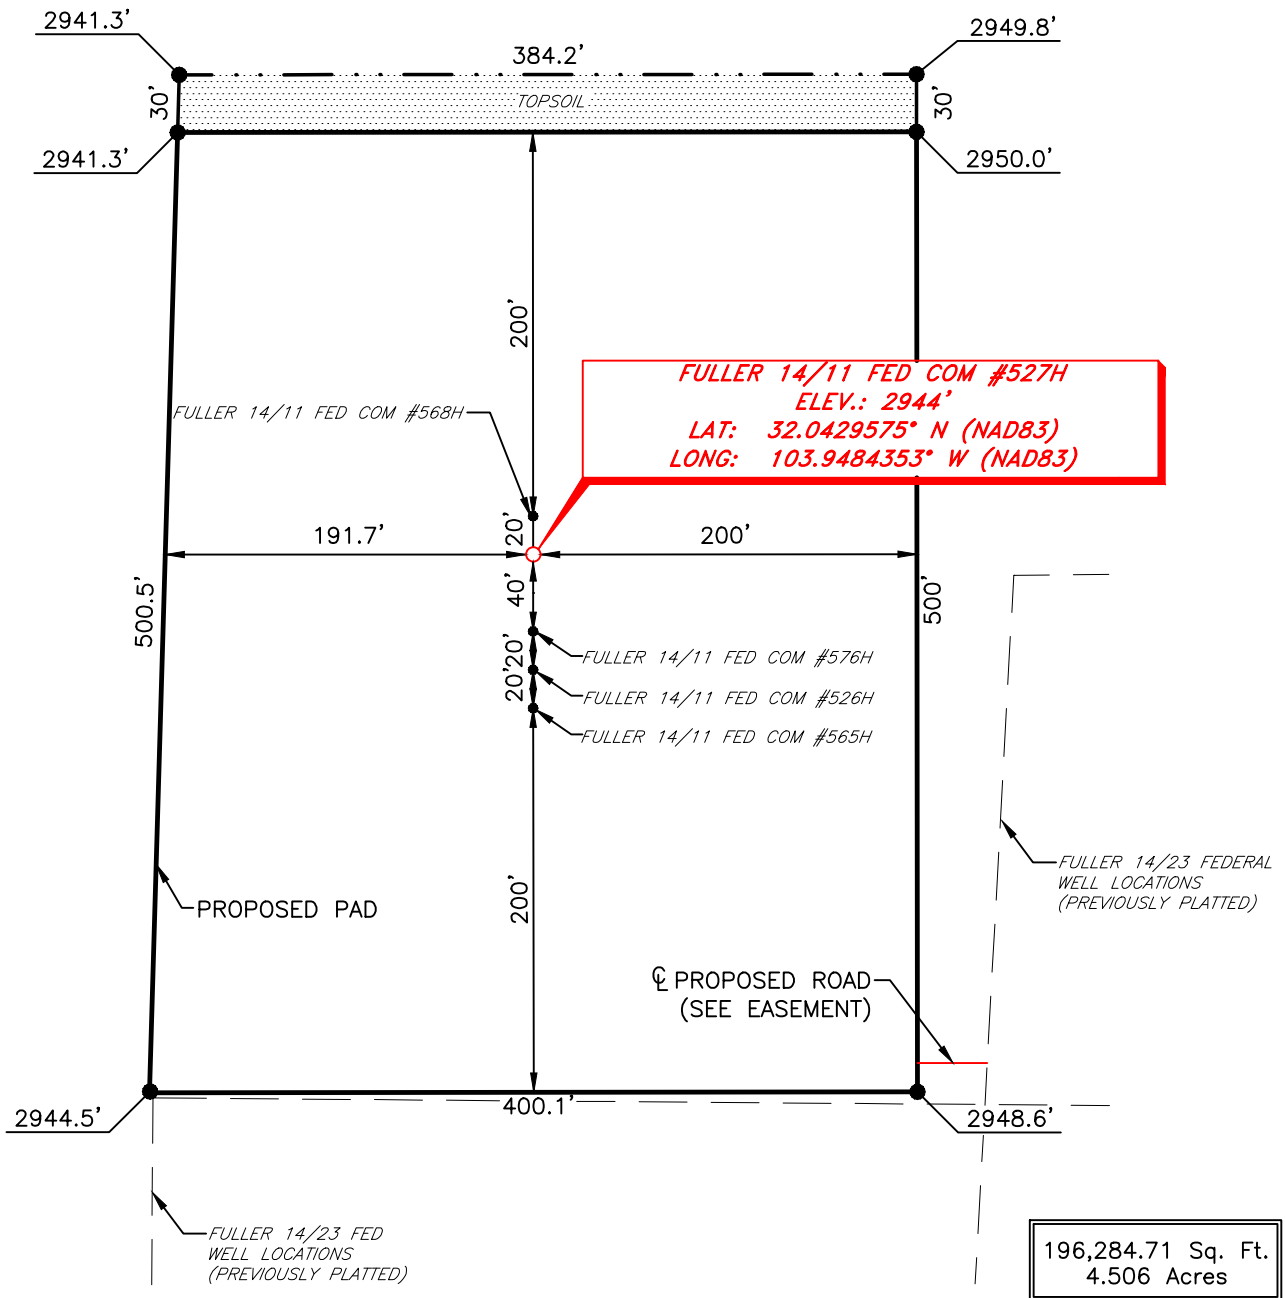 2941.3'
2949.8'
384.2'
30'
TOPSOIL
30'
2941.3'
2950.0'
200'
FULLER 14/11 FED COM #527H
ELEV.: 2944'
LAT: 32.0429575° N (NAD83)
LONG: 103.9484353° W (NAD83)
FULLER 14/11 FED COM #568H
20'
191.7'
200'
40'
500.5'
500'
20'
FULLER 14/11 FED COM #576H
20'
FULLER 14/11 FED COM #526H
FULLER 14/11 FED COM #565H
FULLER 14/23 FEDERAL
WELL LOCATIONS
(PREVIOUSLY PLATTED)
PROPOSED PAD
200'
℄ PROPOSED ROAD
(SEE EASEMENT)
400.1'
2944.5'
2948.6'
FULLER 14/23 FED
WELL LOCATIONS
(PREVIOUSLY PLATTED)
196,284.71 Sq. Ft.
4.506 Acres